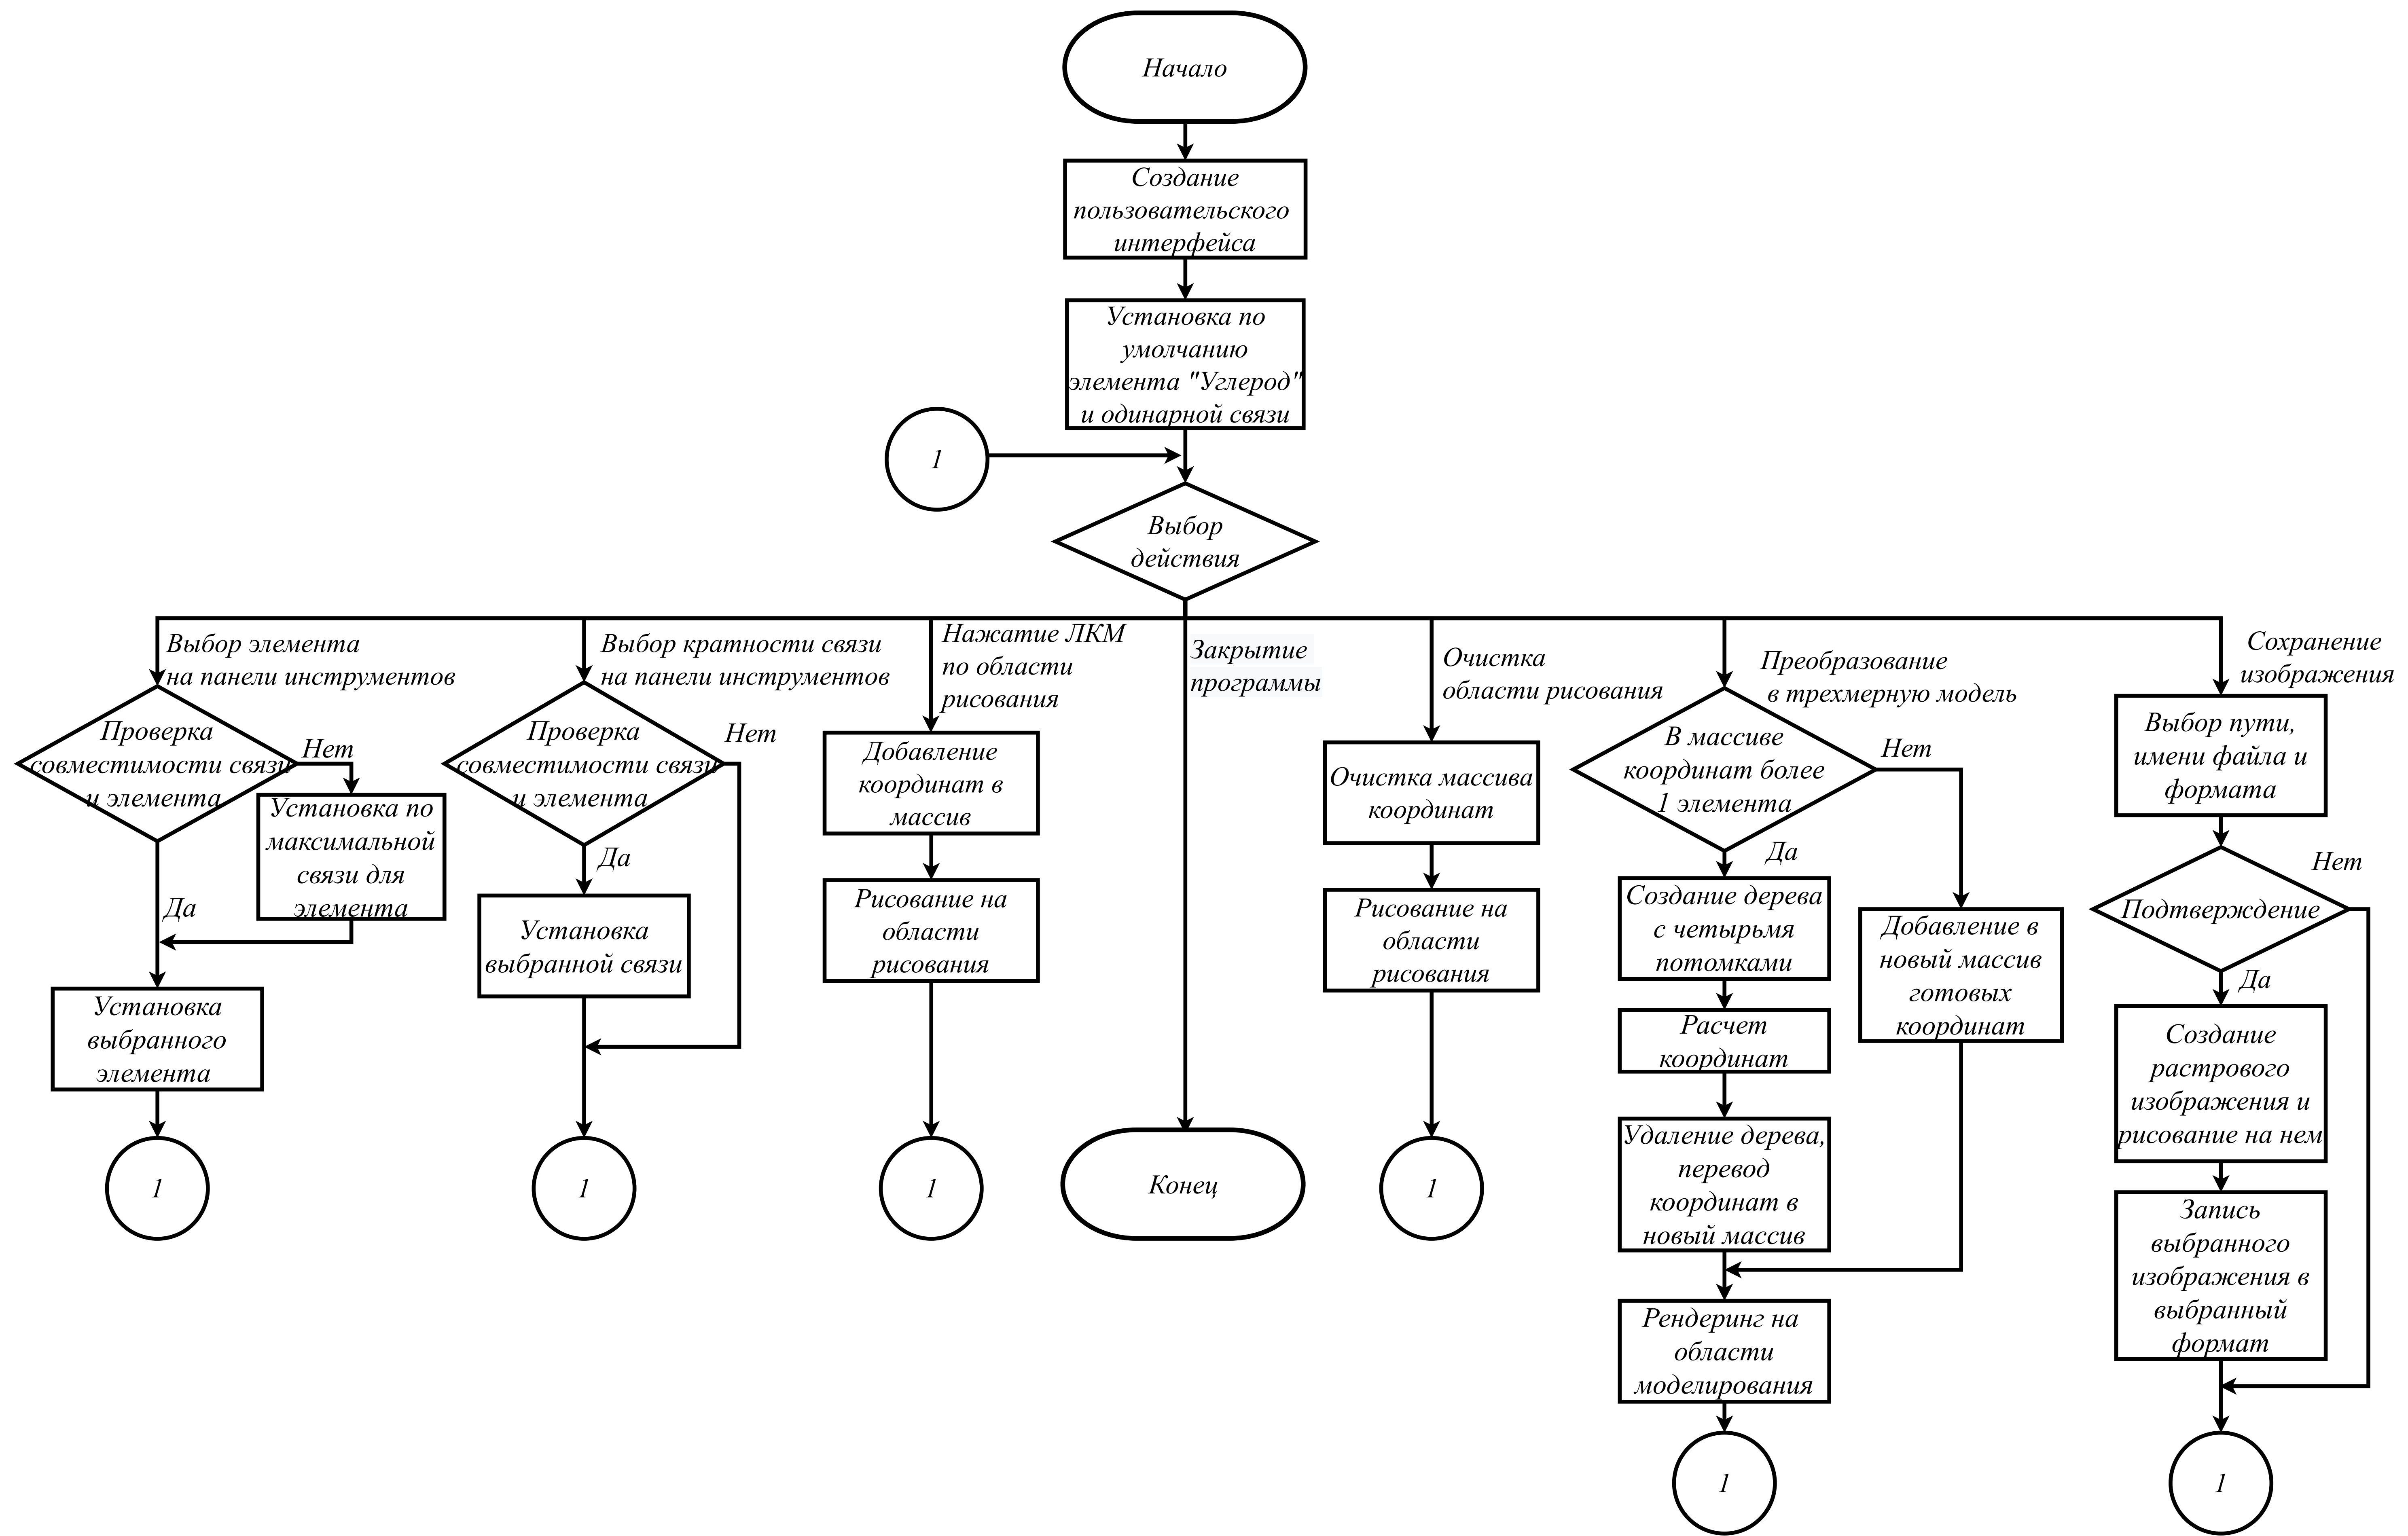 Начало
Создание
пользовательского
интерфейса
Установка по
умолчанию
элемента "Углерод"
и одинарной связи
1
Выбор
действия
Выбор элемента
на панели инструментов
Проверка
совместимости связи
и элемента
Нет
Установка по
максимальной
связи для
элемента
Да
Установка
выбранного
элемента
1
Выбор кратности связи
на панели инструментов
Проверка
совместимости связи
и элемента
Нет
Да
Установка
выбранной связи
1
Нажатие ЛКМ
по области
рисования
Добавление
координат в
массив
Рисование на
области
рисования
1
Закрытие
программы
Конец
Очистка
области рисования
Очистка массива
координат
Рисование на
области
рисования
1
Преобразование
в трехмерную модель
В массиве
координат более
1 элемента
Нет
Да
Создание дерева
с четырьмя
потомками
Расчет
координат
Удаление дерева,
перевод
координат в
новый массив
Добавление в
новый массив
готовых
координат
Рендеринг на
области
моделирования
1
Сохранение
изображения
Выбор пути,
имени файла и
формата
Подтверждение
Нет
Да
Создание
растрового
изображения и
рисование на нем
Запись
выбранного
изображения в
выбранный
формат
1